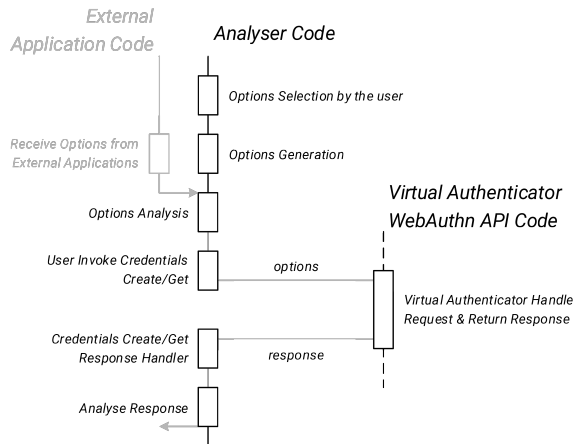 External
Application Code
Analyser Code
Options Selection by the user
Receive Options from
External Applications
Options Generation
Virtual Authenticator
WebAuthn API Code
Options Analysis
User Invoke Credentials
Create/Get
options
Virtual Authenticator Handle
Request & Return Response
Credentials Create/Get
Response Handler
response
Analyse Response